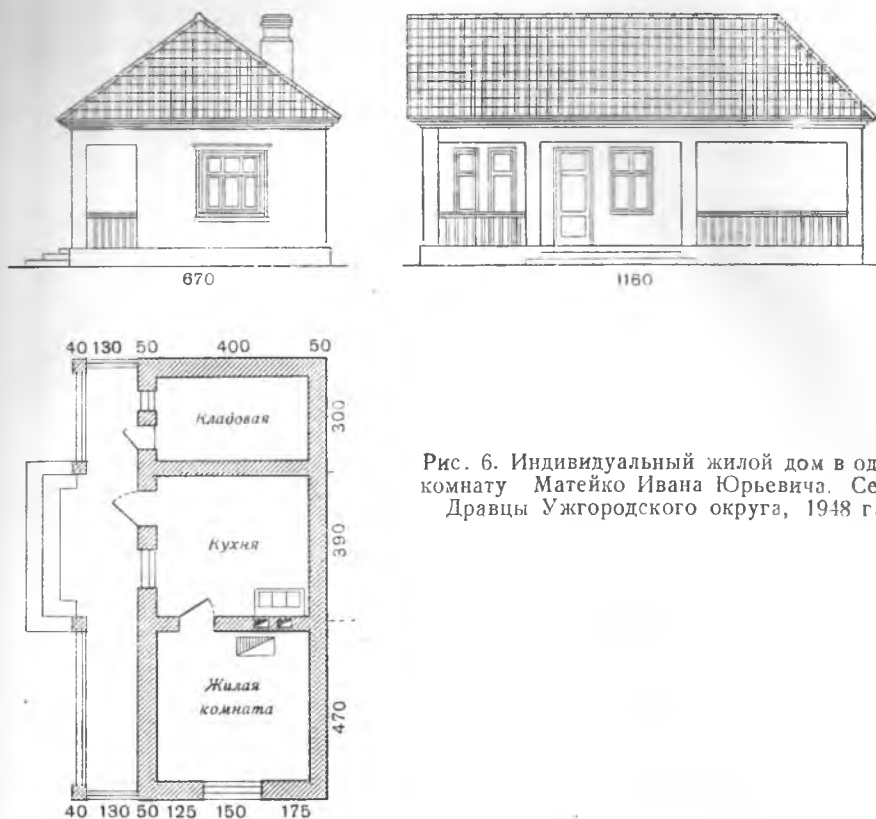 670
1160
40 130 50 400 50
Кладовая
300
Кухня
390
Жилая
комната
470
40 130 50 125 150 175
Рис. 6. Индивидуальный жилой дом в од
комнату Матейко Ивана Юрьевича. Се
Дравцы Ужгородского округа, 1948 г.